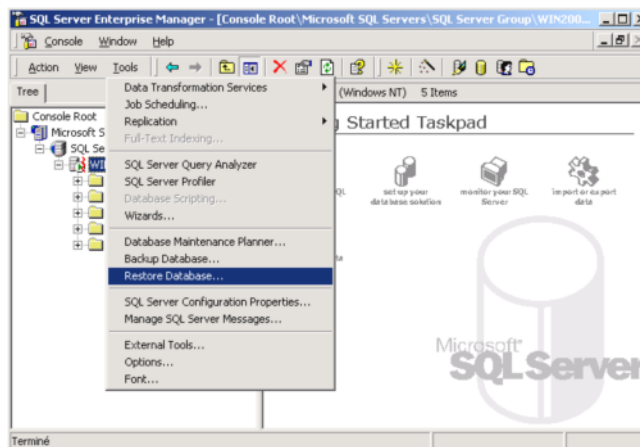 SQL Server Enterprise Manager - [Console Root\Microsoft SQL Servers\SQL Server Group\WIN200...
Console Window Help
Action View Tools
Tree
(Windows NT) 5 Items
Console Root
Microsoft S
SQL Se
WI
Data Transformation Services
Job Scheduling...
Replication
Full-Text Indexing...
SQL Server Query Analyzer
SQL Server Profiler
Database Scripting...
Wizards...
Database Maintenance Planner...
Backup Database...
Restore Database...
SQL Server Configuration Properties...
Manage SQL Server Messages...
External Tools...
Options...
Font...
g Started Taskpad
QL
set up your
database solution
monitor your SQL
Server
import or export
data
ta
Microsoft
SQL Server
Terminé